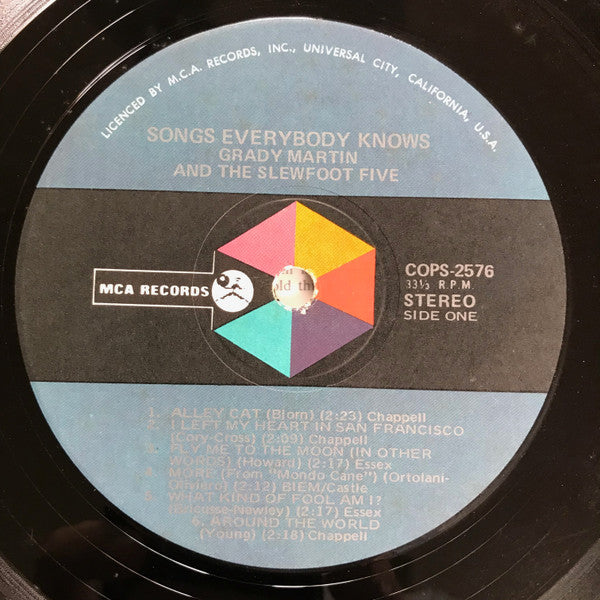 LICENCED BY M.C.A. RECORDS, INC., UNIVERSAL CITY, CALIFORNIA, U.S.A.
SONGS EVERYBODY KNOWS
GRADY MARTIN
AND THE SLEWFOOT FIVE
MCA RECORDS
old th
COPS-2576
33⅓ R.P.M.
STEREO
SIDE ONE
1. ALLEY CAT (Bjorn) (2:23) Chappell
2. I LEFT MY HEART IN SAN FRANCISCO
(Cory-Cross) (2:09) Chappell
3. FLY ME TO THE MOON (IN OTHER
WORDS) (Howard) (2:17) Essex
4. MORE (From "Mondo Cane") (Ortolani-
Oliviero) (2:12) BIEM/Castle
5. WHAT KIND OF FOOL AM I?
(Bricusse-Newley) (2:17) Essex
6. AROUND THE WORLD
(Young) (2:18) Chappell